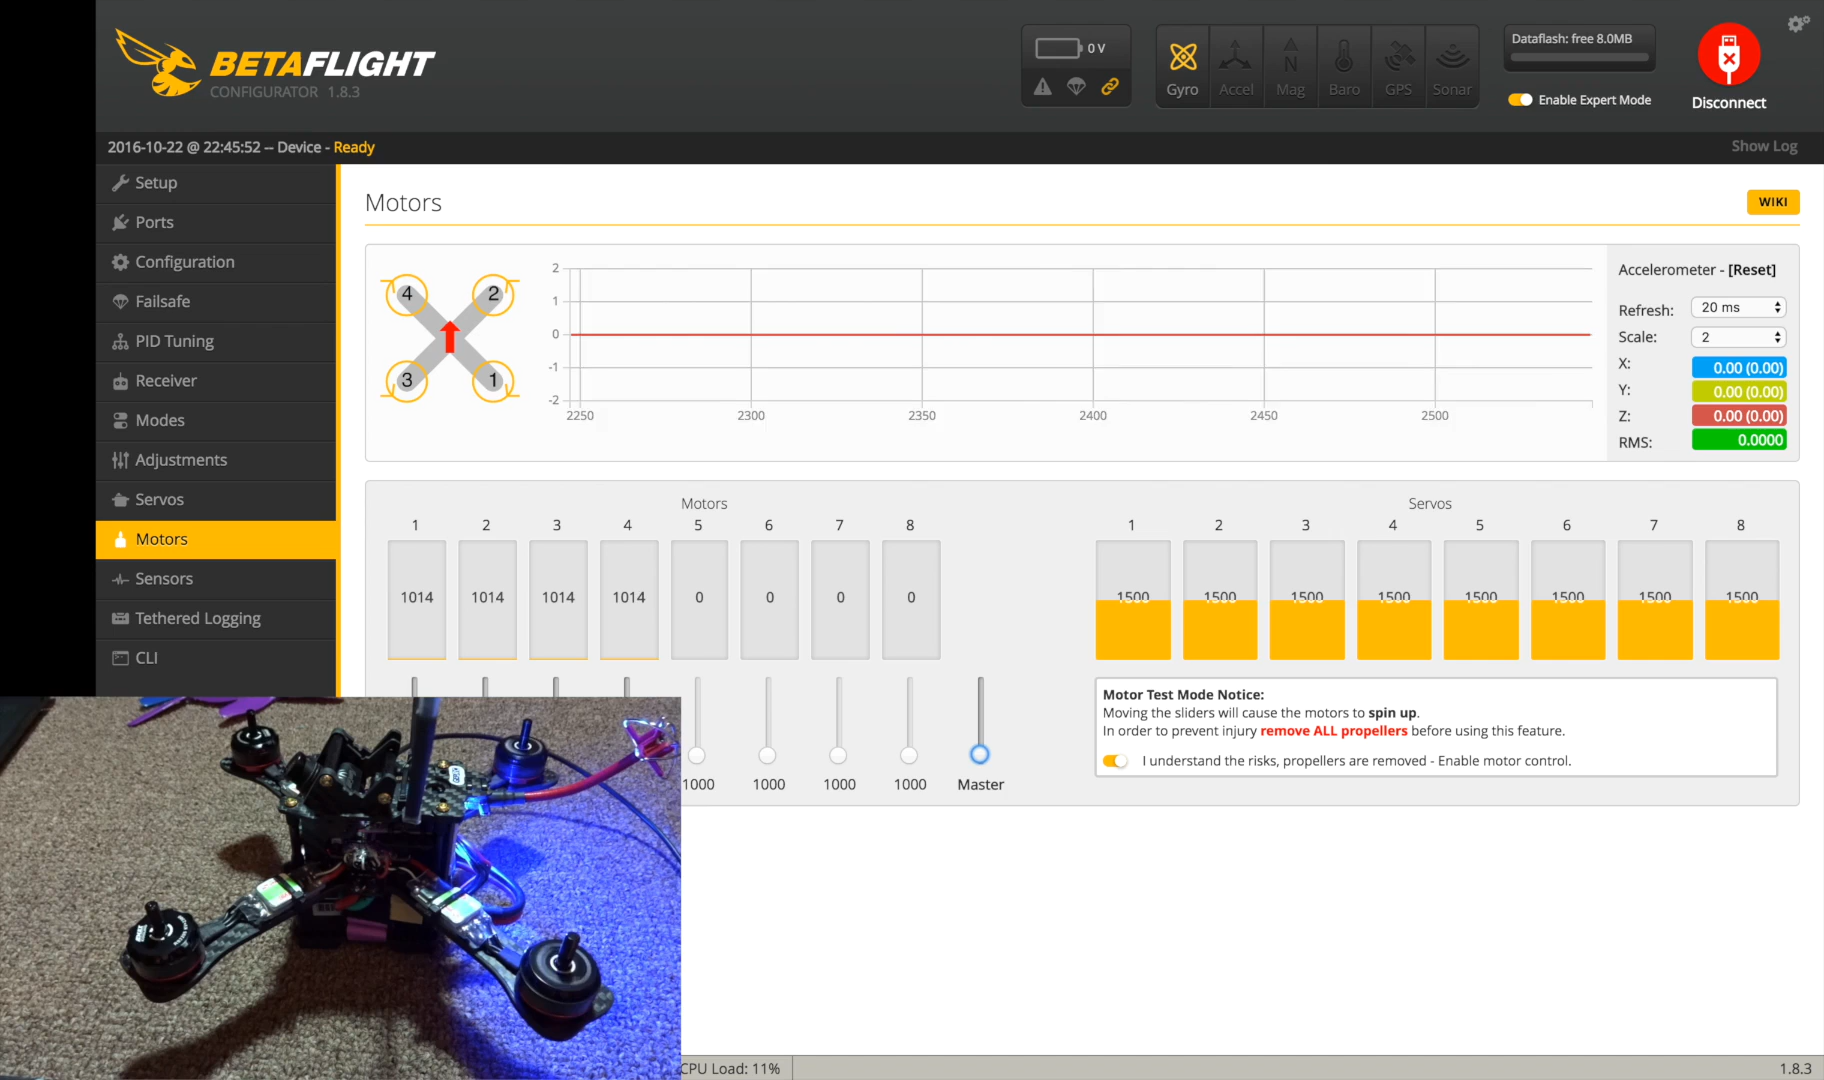 BETAFLIGHT
CONFIGURATOR 1.8.3
0 V
Gyro
Accel
Mag
Baro
GPS
Sonar
Dataflash: free 8.0MB
Enable Expert Mode
Disconnect
2016-10-22 @ 22:45:52 -- Device - Ready
Show Log
Setup
Ports
Configuration
Failsafe
PID Tuning
Receiver
Modes
Adjustments
Servos
Motors
Sensors
Tethered Logging
CLI
Motors
WIKI
4
2
3
1
2
1
0
-1
-2
2250 2300 2350 2400 2450 2500
Accelerometer - [Reset]
Refresh: 20 ms
Scale: 2
X: 0.00 (0.00)
Y: 0.00 (0.00)
Z: 0.00 (0.00)
RMS: 0.0000
Motors
1 2 3 4 5 6 7 8
1014 1014 1014 1014 0 0 0 0
1000 1000 1000 1000 Master
Servos
1 2 3 4 5 6 7 8
1500 1500 1500 1500 1500 1500 1500 1500
Motor Test Mode Notice:
Moving the sliders will cause the motors to spin up.
In order to prevent injury remove ALL propellers before using this feature.
I understand the risks, propellers are removed - Enable motor control.
CPU Load: 11%
1.8.3